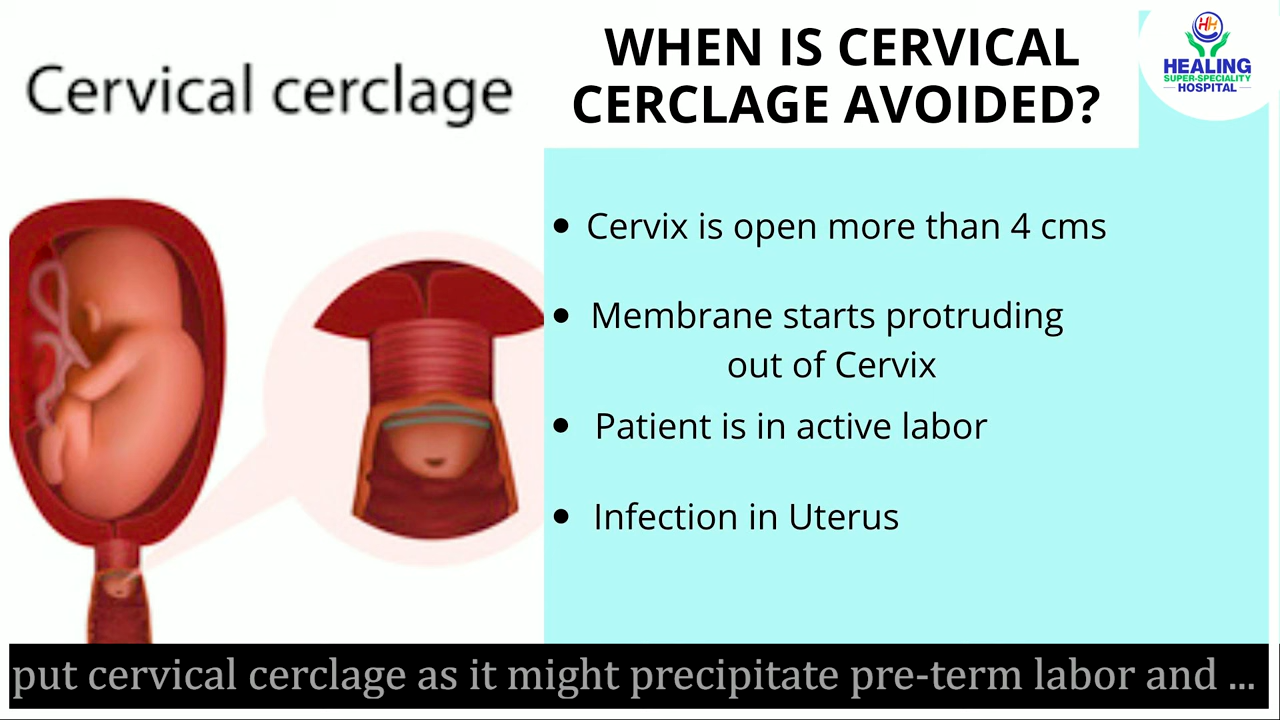 Cervical cerclage
WHEN IS CERVICAL
CERCLAGE AVOIDED?
HH
HEALING
SUPER-SPECIALITY
HOSPITAL
• Cervix is open more than 4 cms
• Membrane starts protruding
out of Cervix
• Patient is in active labor
• Infection in Uterus
put cervical cerclage as it might precipitate pre-term labor and ...